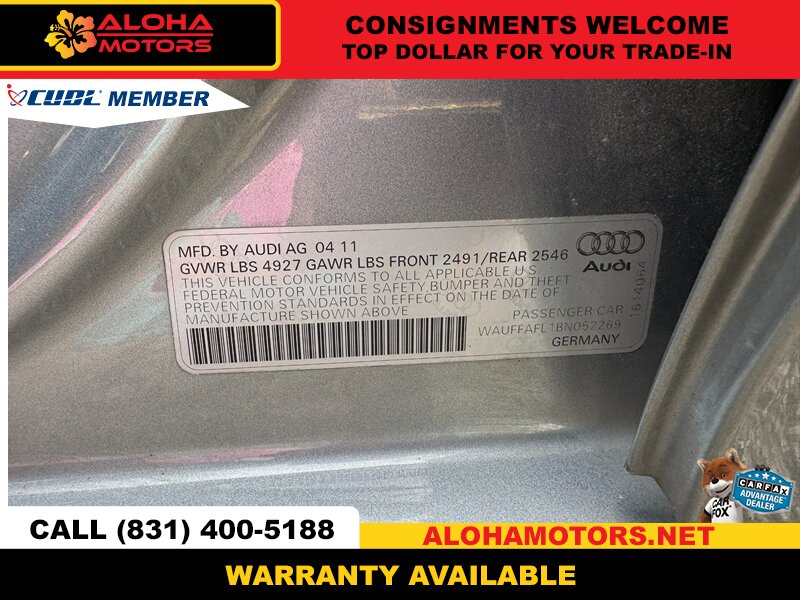 ALOHA
MOTORS
CONSIGNMENTS WELCOME
TOP DOLLAR FOR YOUR TRADE-IN
CUDL MEMBER
MFD. BY AUDI AG 04 11
GVWR LBS 4927 GAWR LBS FRONT 2491/REAR 2546
THIS VEHICLE CONFORMS TO ALL APPLICABLE U S
FEDERAL MOTOR VEHICLE SAFETY, BUMPER AND THEFT
PREVENTION STANDARDS IN EFFECT ON THE DATE OF
MANUFACTURE SHOWN ABOVE
Audi
PASSENGER CAR
WAUFFAFL1BN052269
GERMANY
1614064
CAR
FOX
CARFAX
ADVANTAGE
DEALER
CALL (831) 400-5188
ALOHAMOTORS.NET
WARRANTY AVAILABLE